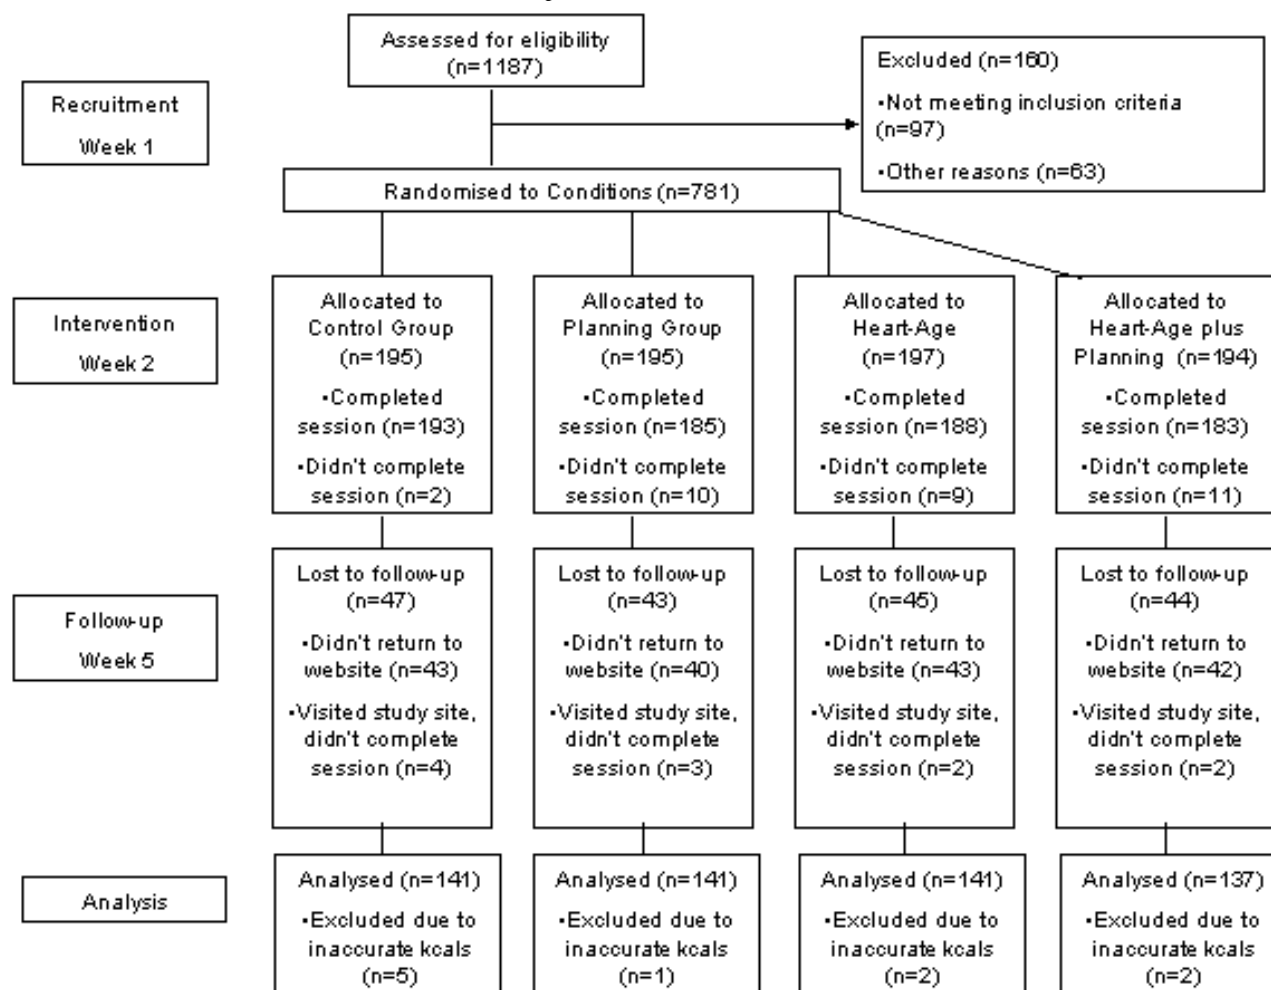 Assessed for eligibility
(n=1187)
Excluded (n=160)
•Not meeting inclusion criteria
(n=97)
•Other reasons (n=63)
Recruitment
Week 1
Randomised to Conditions (n=781)
Intervention
Week 2
Allocated to
Control Group
(n=195)
•Completed
session (n=193)
•Didn't complete
session (n=2)
Allocated to
Planning Group
(n=195)
•Completed
session (n=185)
•Didn't complete
session (n=10)
Allocated to
Heart-Age
(n=197)
•Completed
session (n=188)
•Didn't complete
session (n=9)
Allocated to
Heart-Age plus
Planning (n=194)
•Completed
session (n=183)
•Didn't complete
session (n=11)
Follow-up
Week 5
Lost to follow-up
(n=47)
•Didn't return to
website (n=43)
•Visited study site,
didn't complete
session (n=4)
Lost to follow-up
(n=43)
•Didn't return to
website (n=40)
•Visited study site,
didn't complete
session (n=3)
Lost to follow-up
(n=45)
•Didn't return to
website (n=43)
•Visited study site,
didn't complete
session (n=2)
Lost to follow-up
(n=44)
•Didn't return to
website (n=42)
•Visited study site,
didn't complete
session (n=2)
Analysis
Analysed (n=141)
•Excluded due to
inaccurate kcals
(n=5)
Analysed (n=141)
•Excluded due to
inaccurate kcals
(n=1)
Analysed (n=141)
•Excluded due to
inaccurate kcals
(n=2)
Analysed (n=137)
•Excluded due to
inaccurate kcals
(n=2)